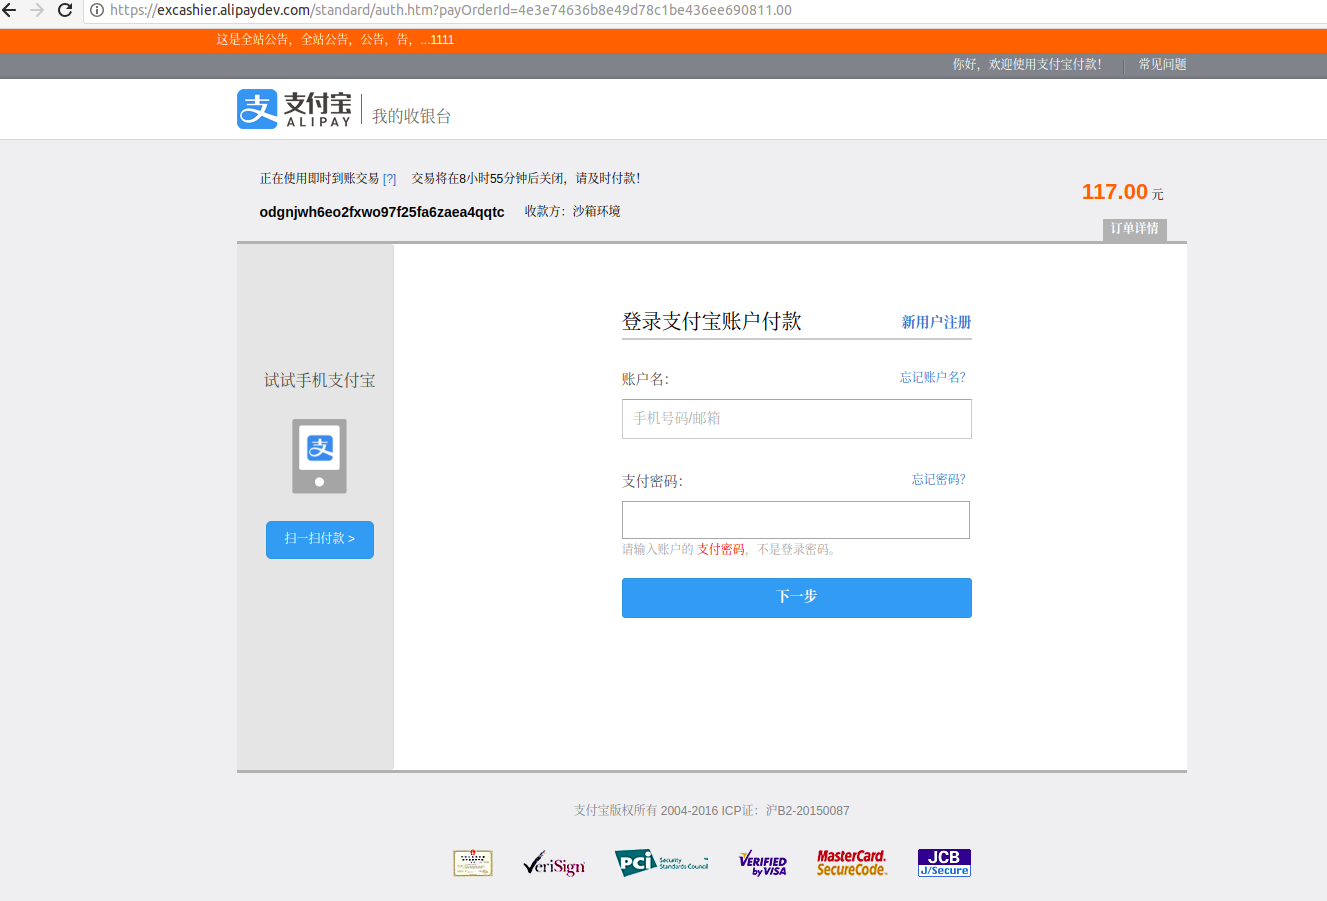 https://excashier.alipaydev.com/standard/auth.htm?payOrderId=4e3e74636b8e49d78c1be436ee690811.00
这是全站公告，全站公告，公告，告，...1111
你好，欢迎使用支付宝付款！ 常见问题
支 支付宝 ALIPAY 我的收银台
正在使用即时到账交易 [?] 交易将在8小时55分钟后关闭，请及时付款！
117.00 元
odgnjwh6eo2fxwo97f25fa6zaea4qqtc 收款方：沙箱环境
订单详情
登录支付宝账户付款 新用户注册
试试手机支付宝
支
扫一扫付款 >
账户名： 忘记账户名？
手机号码/邮箱
支付密码： 忘记密码？
请输入账户的 支付密码，不是登录密码。
下一步
支付宝版权所有 2004-2016 ICP证：沪B2-20150087
VeriSign
PCI Security Standards Council
VERIFIED by VISA
MasterCard. SecureCode.
JCB J/Secure